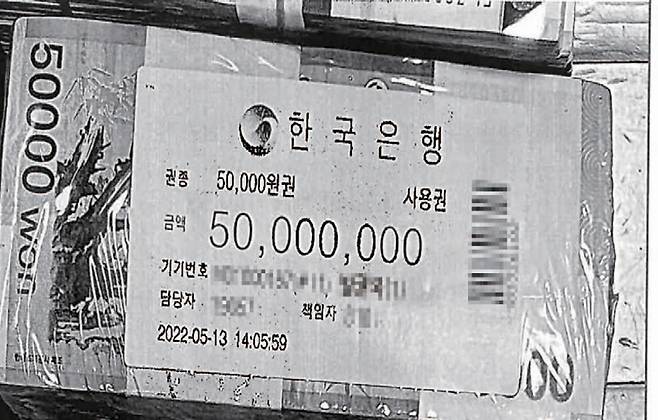 50000 won
한국은행
권종 50,000원권 사용권
금액 50,000,000
기기번호
담당자 책임자
2022-05-13 14:05:59